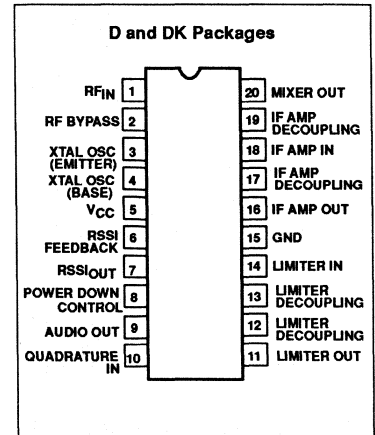 D and DK Packages
RFIN 1
RF BYPASS 2
XTAL OSC 3
(EMITTER)
XTAL OSC 4
(BASE)
VCC 5
RSSI 6
FEEDBACK
RSSIOUT 7
POWER DOWN 8
CONTROL
AUDIO OUT 9
QUADRATURE 10
IN
20 MIXER OUT
19 IF AMP
DECOUPLING
18 IF AMP IN
17 IF AMP
DECOUPLING
16 IF AMP OUT
15 GND
14 LIMITER IN
13 LIMITER
DECOUPLING
12 LIMITER
DECOUPLING
11 LIMITER OUT